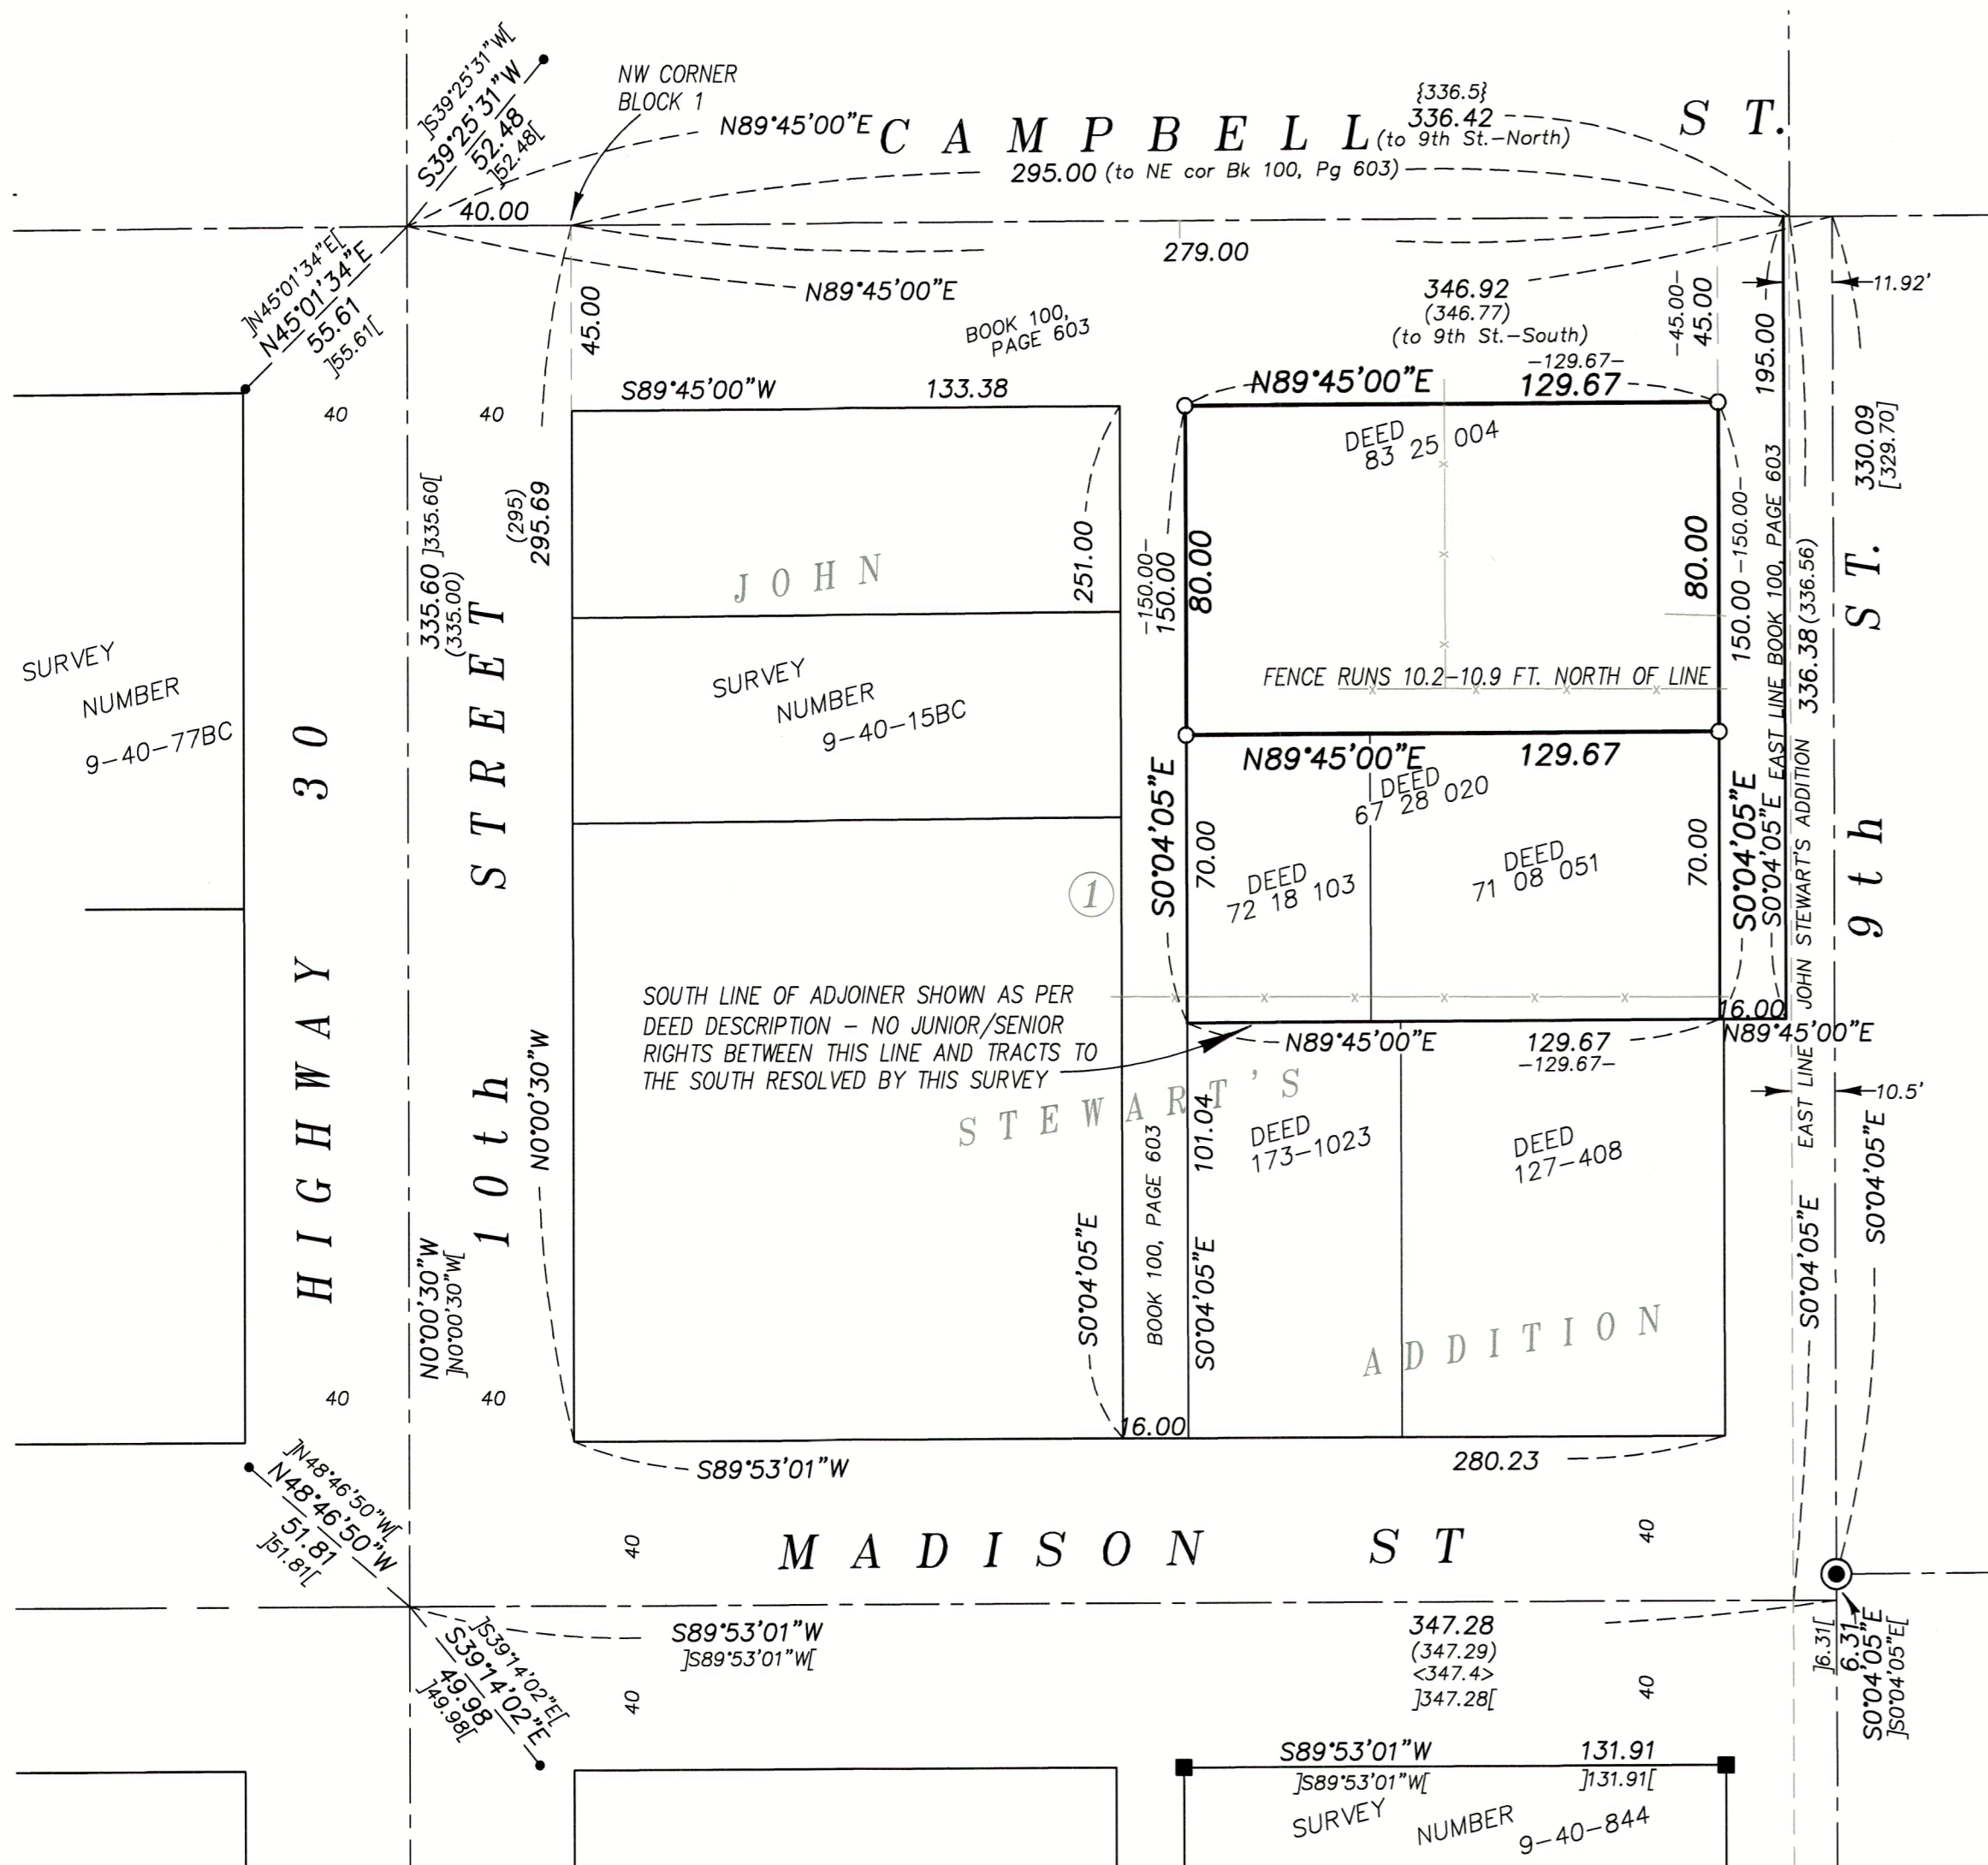 ]S39°25'31"W[
S39°25'31"W
52.48
]52.48[
NW CORNER
BLOCK 1
N89°45'00"E
CAMPBELL ST.
{336.5}
336.42
(to 9th St.-North)
295.00 (to NE cor Bk 100, Pg 603)
40.00
279.00
N89°45'00"E
]N45°01'34"E[
N45°01'34"E
55.61
]55.61[
45.00
BOOK 100,
PAGE 603
346.92
(346.77)
(to 9th St.-South)
-45.00-
45.00
195.00
11.92'
S89°45'00"W 133.38
-129.67-
N89°45'00"E 129.67
40 40
DEED
83 25 004
330.09
[329.70]
335.60 ]335.60[
(335.00)
(295)
295.69
251.00
-150.00-
150.00
80.00
80.00
150.00 -150.00-
JOHN
SURVEY
NUMBER
9-40-77BC
SURVEY
NUMBER
9-40-15BC
FENCE RUNS 10.2-10.9 FT. NORTH OF LINE
N89°45'00"E 129.67
DEED
67 28 020
HIGHWAY 30
10th STREET
9th ST.
S0°04'05"E
70.00
DEED
72 18 103
DEED
71 08 051
70.00
S0°04'05"E
S0°04'05"E EAST LINE BOOK 100, PAGE 603
EAST LINE JOHN STEWART'S ADDITION 336.38 (336.56)
1
SOUTH LINE OF ADJOINER SHOWN AS PER
DEED DESCRIPTION - NO JUNIOR/SENIOR
RIGHTS BETWEEN THIS LINE AND TRACTS TO
THE SOUTH RESOLVED BY THIS SURVEY
16.00
N89°45'00"E
N89°45'00"E 129.67
-129.67-
10.5'
STEWART'S
N0°00'30"W
101.04
BOOK 100, PAGE 603
DEED
173-1023
DEED
127-408
S0°04'05"E
S0°04'05"E
S0°04'05"E
S0°04'05"E
N0°00'30"W
]N0°00'30"W[
ADDITION
40 40
16.00
S89°53'01"W
280.23
]N48°46'50"W[
N48°46'50"W
51.81
]51.81[
40
MADISON ST
40
S89°53'01"W
]S89°53'01"W[
347.28
(347.29)
<347.4>
]347.28[
]6.31[
6.31
S0°04'05"E
]S0°04'05"E[
]S39°14'02"E[
S39°14'02"E
49.98
]49.98[
40
40
S89°53'01"W 131.91
]S89°53'01"W[ ]131.91[
SURVEY NUMBER 9-40-844